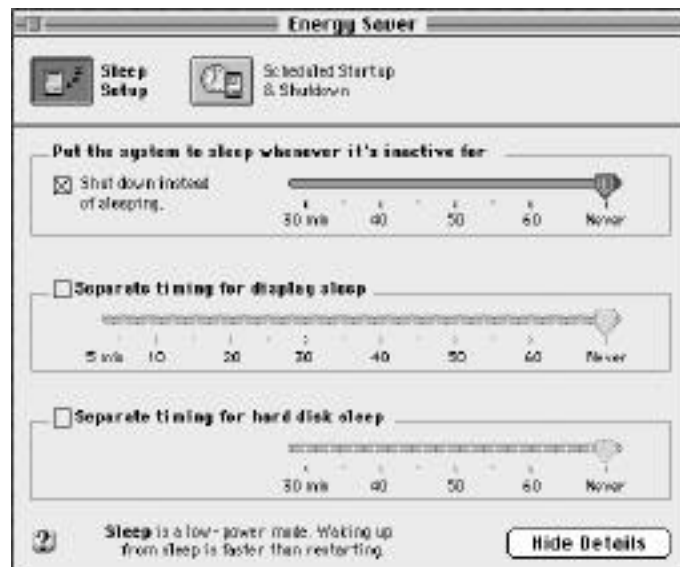 Energy Saver
Sleep
Setup
Scheduled Startup
& Shutdown
Put the system to sleep whenever it's inactive for
Shut down instead
of sleeping.
30 min 40 50 60 Never
Separate timing for display sleep
5 min 10 20 30 40 50 60 Never
Separate timing for hard disk sleep
30 min 40 50 60 Never
Sleep is a low-power mode. Waking up
from sleep is faster than restarting.
Hide Details